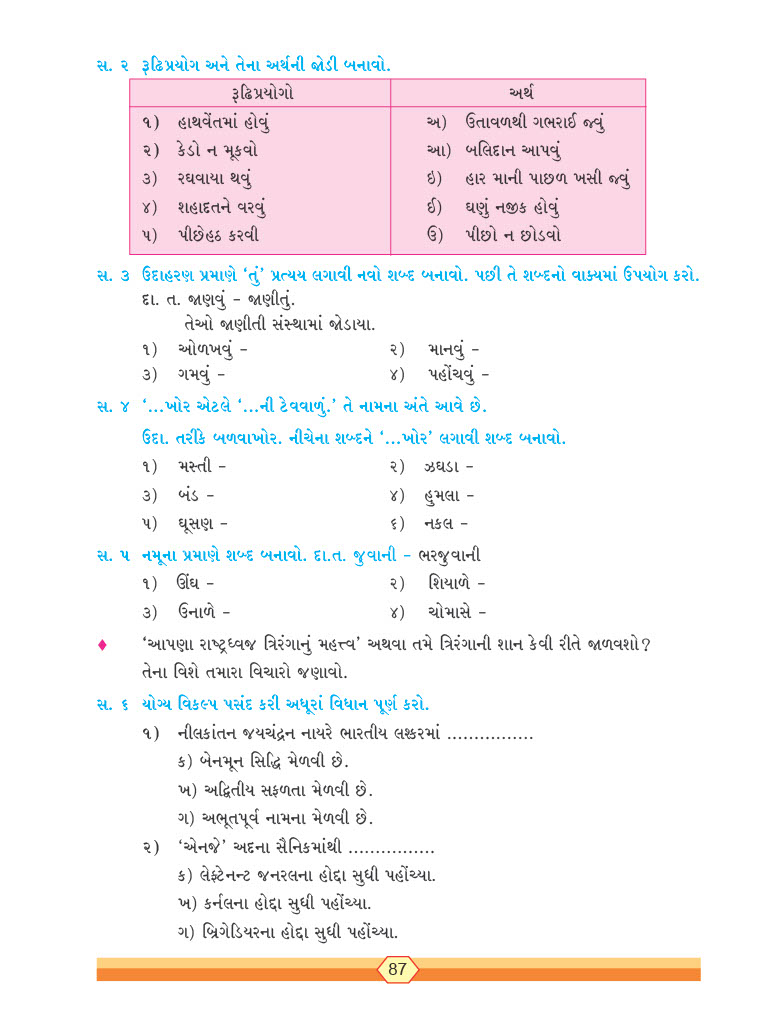 સ. ૨ રૂઢિપ્રયોગ અને તેના અર્થની જોડી બનાવો.
રૂઢિપ્રયોગો અર્થ
૧) હાથવેંતમાં હોવું અ) ઉતાવળથી ગભરાઈ જવું
૨) કેડો ન મૂકવો આ) બલિદાન આપવું
૩) રઘવાયા થવું ઇ) હાર માની પાછળ ખસી જવું
૪) શહાદતને વરવું ઈ) ઘણું નજીક હોવું
૫) પીછેહઠ કરવી ઉ) પીછો ન છોડવો
સ. ૩ ઉદાહરણ પ્રમાણે ‘તું’ પ્રત્યય લગાવી નવો શબ્દ બનાવો. પછી તે શબ્દનો વાક્યમાં ઉપયોગ કરો.
દા. ત. જાણવું – જાણીતું.
તેઓ જાણીતી સંસ્થામાં જોડાયા.
૧) ઓળખવું – ૨) માનવું –
૩) ગમવું – ૪) પહોંચવું –
સ. ૪ ‘...ખોર એટલે ‘...ની ટેવવાળું.’ તે નામના અંતે આવે છે.
ઉદા. તરીકે બળવાખોર. નીચેના શબ્દને ‘...ખોર’ લગાવી શબ્દ બનાવો.
૧) મસ્તી – ૨) ઝઘડા –
૩) બંડ – ૪) હુમલા –
૫) ઘૂસણ – ૬) નકલ –
સ. ૫ નમૂના પ્રમાણે શબ્દ બનાવો. દા.ત. જુવાની – ભરજુવાની
૧) ઊંઘ – ૨) શિયાળે –
૩) ઉનાળે – ૪) ચોમાસે –
♦ ‘આપણા રાષ્ટ્રધ્વજ ત્રિરંગાનું મહત્ત્વ’ અથવા તમે ત્રિરંગાની શાન કેવી રીતે જાળવશો?
તેના વિશે તમારા વિચારો જણાવો.
સ. ૬ યોગ્ય વિકલ્પ પસંદ કરી અધૂરાં વિધાન પૂર્ણ કરો.
૧) નીલકાંતન જયચંદ્રન નાયરે ભારતીય લશ્કરમાં ................
ક) બેનમૂન સિદ્ધિ મેળવી છે.
ખ) અદ્વિતીય સફળતા મેળવી છે.
ગ) અભૂતપૂર્વ નામના મેળવી છે.
૨) ‘એનજે’ અદના સૈનિકમાંથી ................
ક) લેફ્ટેનન્ટ જનરલના હોદ્દા સુધી પહોંચ્યા.
ખ) કર્નલના હોદ્દા સુધી પહોંચ્યા.
ગ) બ્રિગેડિયરના હોદ્દા સુધી પહોંચ્યા.
87